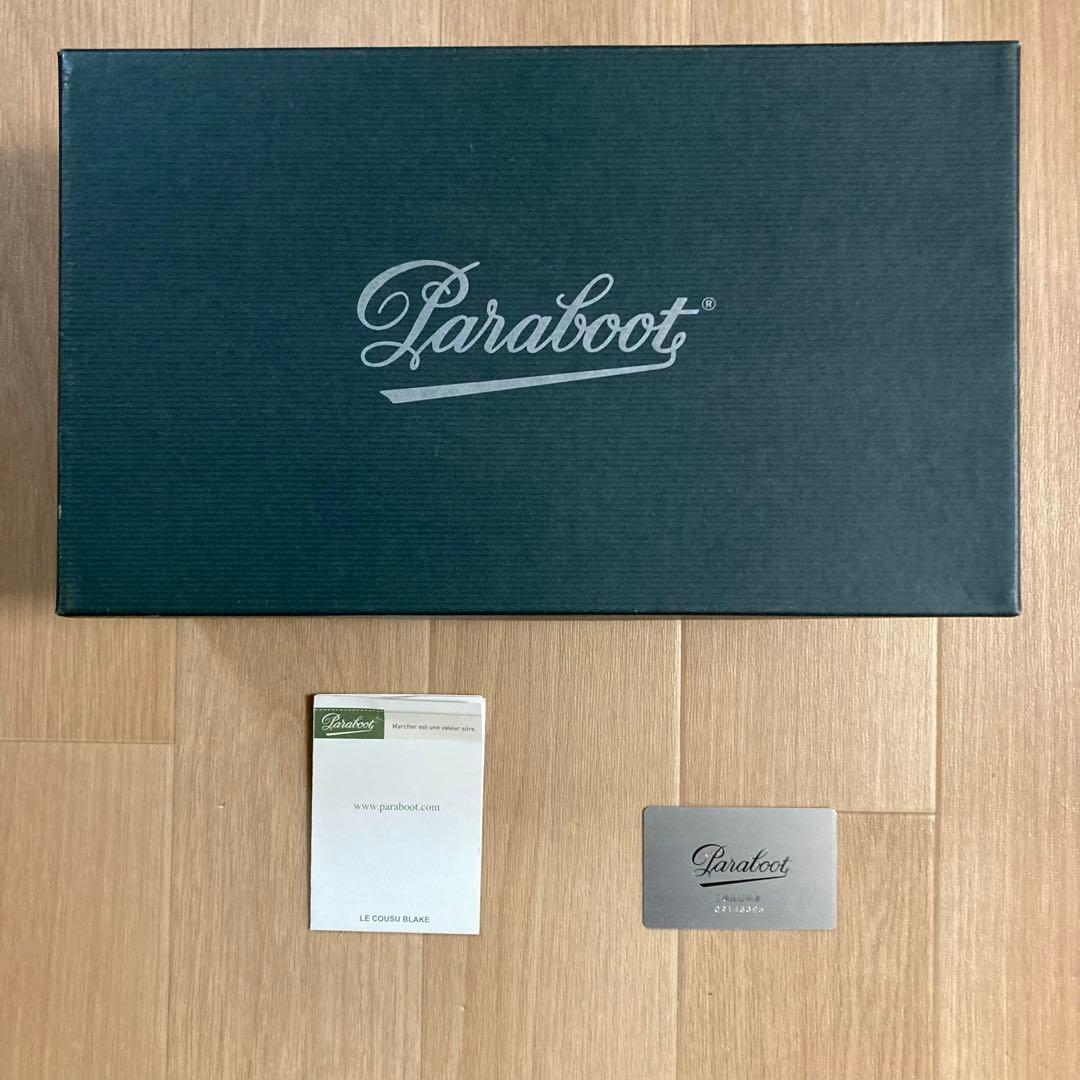 Paraboot®
Paraboot
Marcher est une valeur sûre.
www.paraboot.com
LE COUSU BLAKE
Paraboot